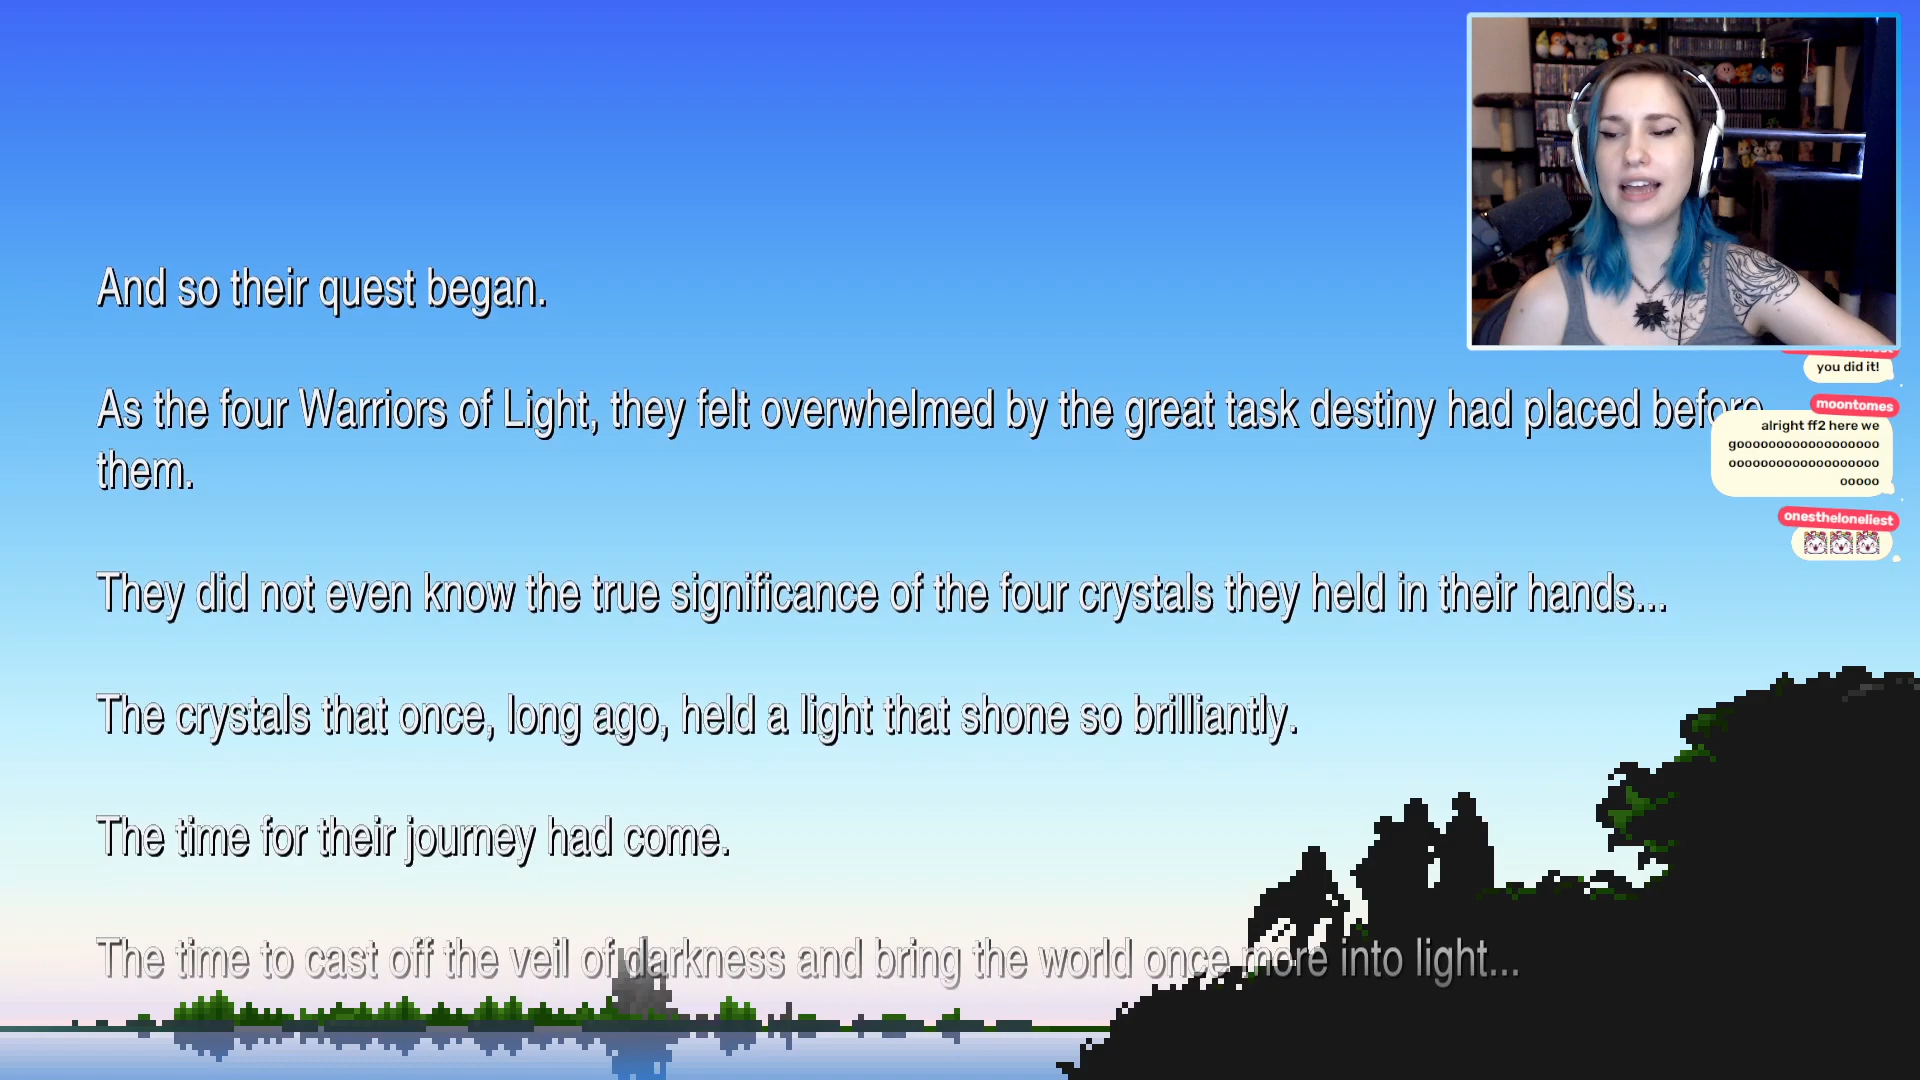 And so their quest began.
As the four Warriors of Light, they felt overwhelmed by the great task destiny had placed before
them.
They did not even know the true significance of the four crystals they held in their hands...
The crystals that once, long ago, held a light that shone so brilliantly.
The time for their journey had come.
The time to cast off the veil of darkness and bring the world once more into light...
you did it!
moontomes
alright ff2 here we
gooooooooooooooooooo
ooooooooooooooooooo
ooooo
onestheloneliest